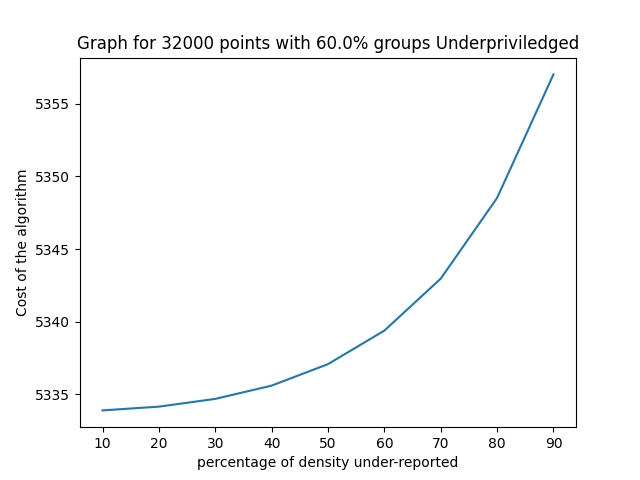 Graph for 32000 points with 60.0% groups Underpriviledged
5355
5350
5345
5340
5335
Cost of the algorithm
10 20 30 40 50 60 70 80 90
percentage of density under-reported